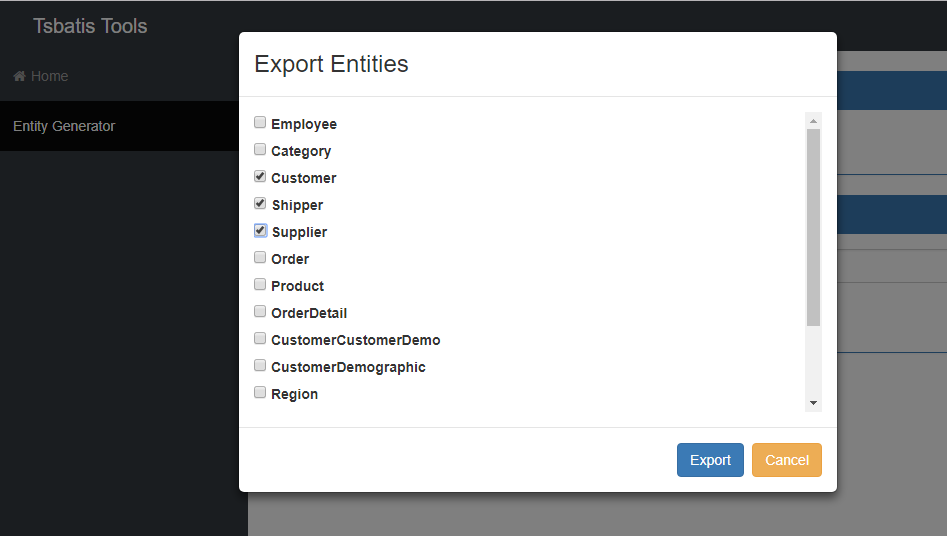 Tsbatis Tools
Home
Entity Generator
Export Entities
Employee
Category
Customer
Shipper
Supplier
Order
Product
OrderDetail
CustomerCustomerDemo
CustomerDemographic
Region
Export Cancel